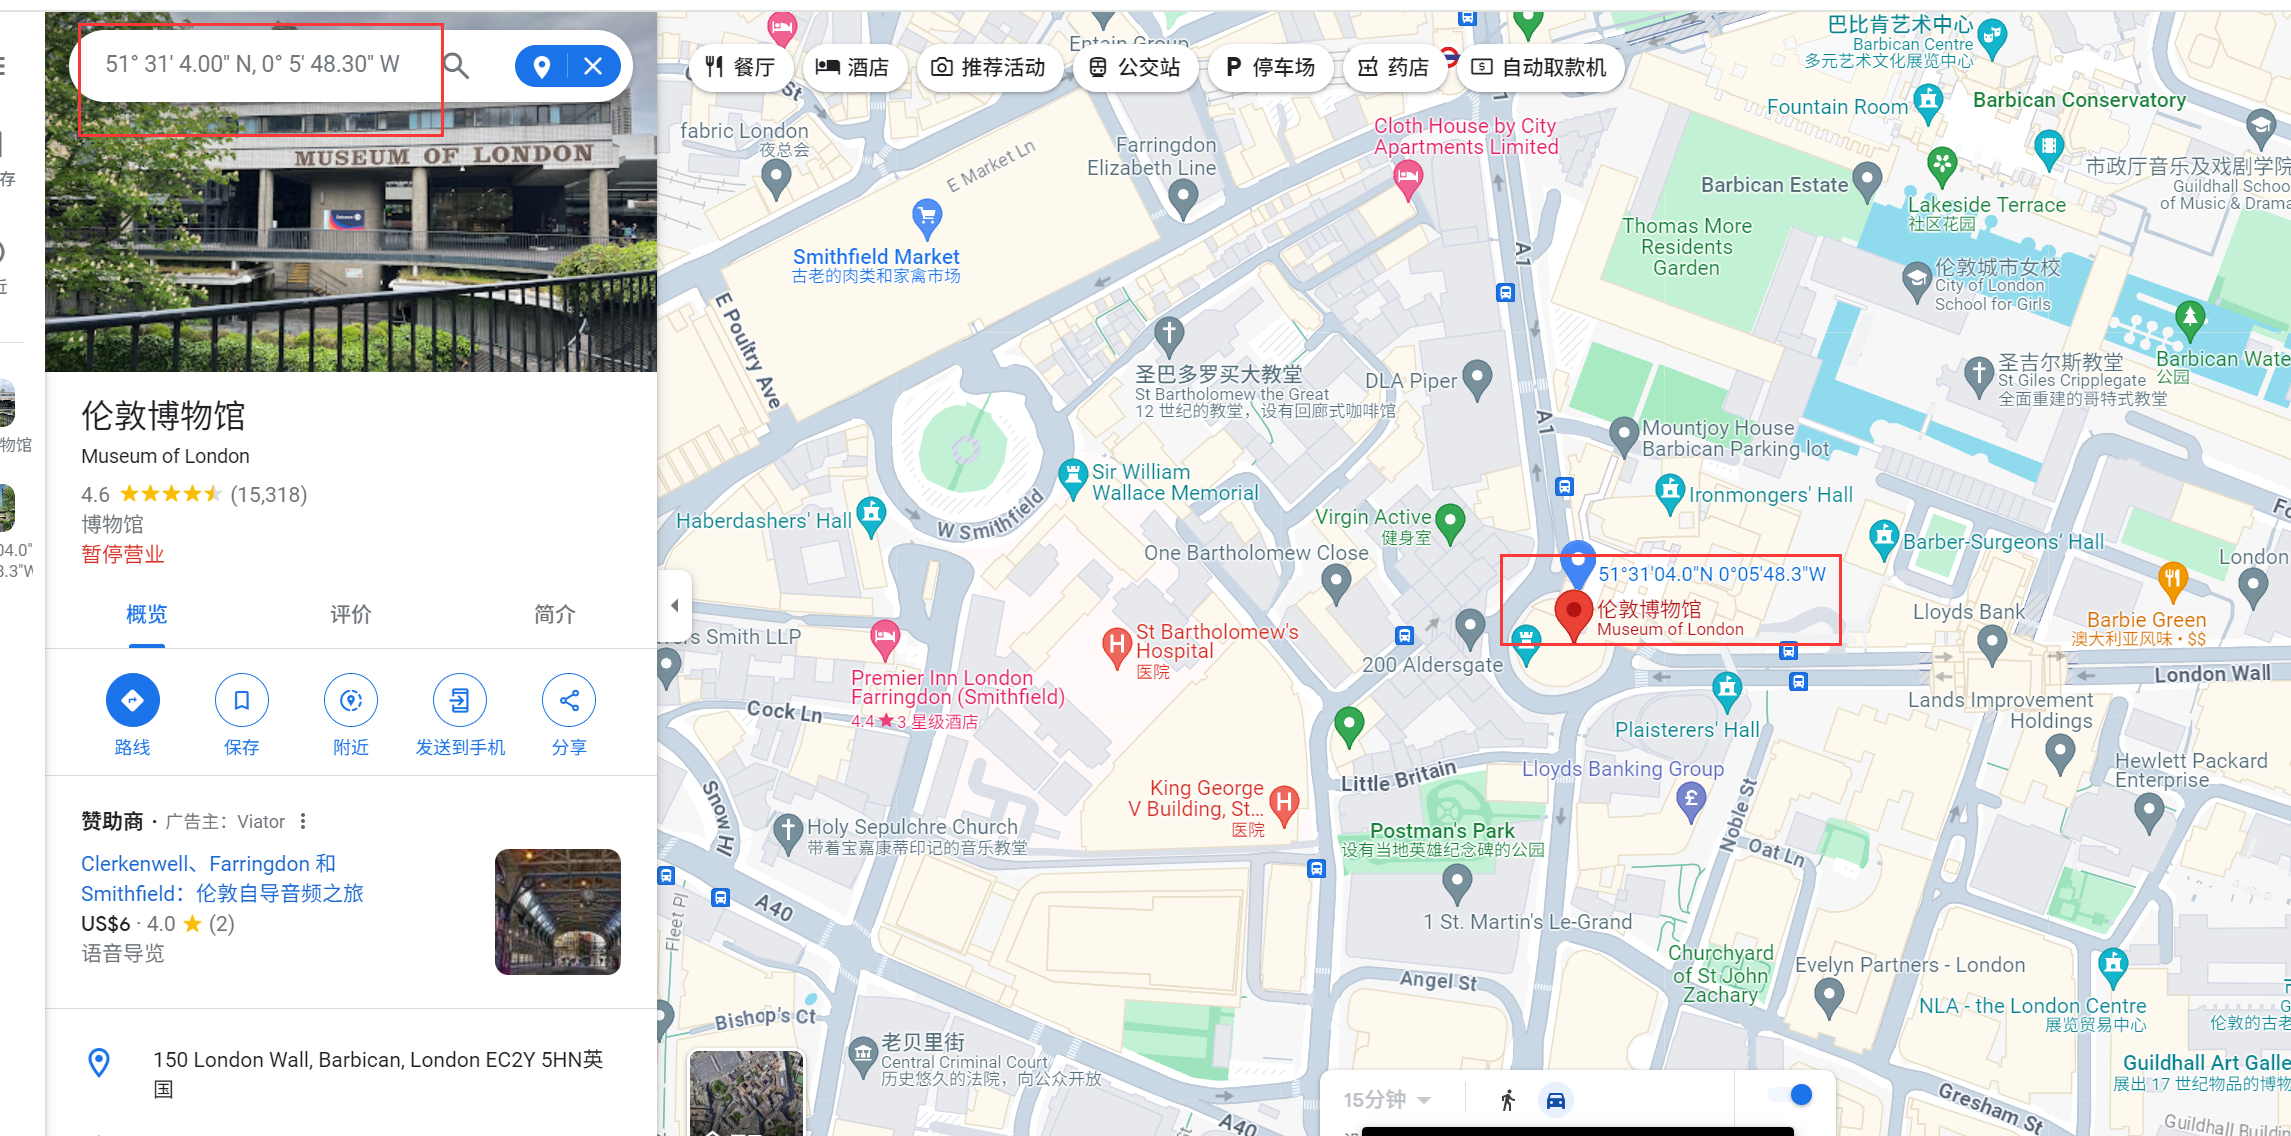 51° 31' 4.00" N, 0° 5' 48.30" W
MUSEUM OF LONDON
伦敦博物馆
Museum of London
4.6 (15,318)
博物馆
暂停营业
概览 评价 简介
路线 保存 附近 发送到手机 分享
赞助商 · 广告主：Viator
Clerkenwell、Farringdon 和
Smithfield：伦敦自导音频之旅
US$6 · 4.0 ★ (2)
语音导览
150 London Wall, Barbican, London EC2Y 5HN英
国
存
近
物馆
04.0"
3.3"W
餐厅 酒店 推荐活动 公交站 P 停车场 药店 自动取款机
Entain Group
St
巴比肯艺术中心
Barbican Centre
多元艺术文化展览中心
Fountain Room
Barbican Conservatory
fabric London
夜总会
E Market Ln
Farringdon
Elizabeth Line
Cloth House by City
Apartments Limited
Barbican Estate
市政厅音乐及戏剧学院
Guildhall School
of Music & Drama
Lakeside Terrace
社区花园
Smithfield Market
古老的肉类和家禽市场
Thomas More
Residents
Garden
A1
伦敦城市女校
City of London
School for Girls
E Poultry Ave
圣巴多罗买大教堂
St Bartholomew the Great
12 世纪的教堂，设有回廊式咖啡馆
DLA Piper
圣吉尔斯教堂
St Giles Cripplegate
全面重建的哥特式教堂
Barbican Wate
公园
A1
Mountjoy House
Barbican Parking lot
Sir William
Wallace Memorial
Ironmongers' Hall
W Smithfield
Haberdashers' Hall
Virgin Active
健身室
One Bartholomew Close
Barber-Surgeons' Hall
London
51°31'04.0"N 0°05'48.3"W
伦敦博物馆
Museum of London
Lloyds Bank
Barbie Green
澳大利亚风味 • $$
ers Smith LLP
St Bartholomew's
Hospital
医院
200 Aldersgate
London Wall
Premier Inn London
Farringdon (Smithfield)
4.4 ★ 3 星级酒店
Cock Ln
Lands Improvement
Holdings
Plaisterers' Hall
Hewlett Packard
Enterprise
Little Britain
Lloyds Banking Group
Snow Hl
King George
V Building, St...
医院
Noble St
Holy Sepulchre Church
带着宝嘉康蒂印记的音乐教堂
Postman's Park
设有当地英雄纪念碑的公园
Oat Ln
A40
Fleet Pl
1 St. Martin's Le-Grand
Churchyard
of St John
Zachary
Evelyn Partners - London
Angel St
NLA - the London Centre
展览贸易中心
伦敦的古老
Bishop's Ct
老贝里街
Central Criminal Court
历史悠久的法院，向公众开放
Guildhall Art Galle
展出 17 世纪物品的博物
15分钟
Gresham St
A40
Guildhall Buildin